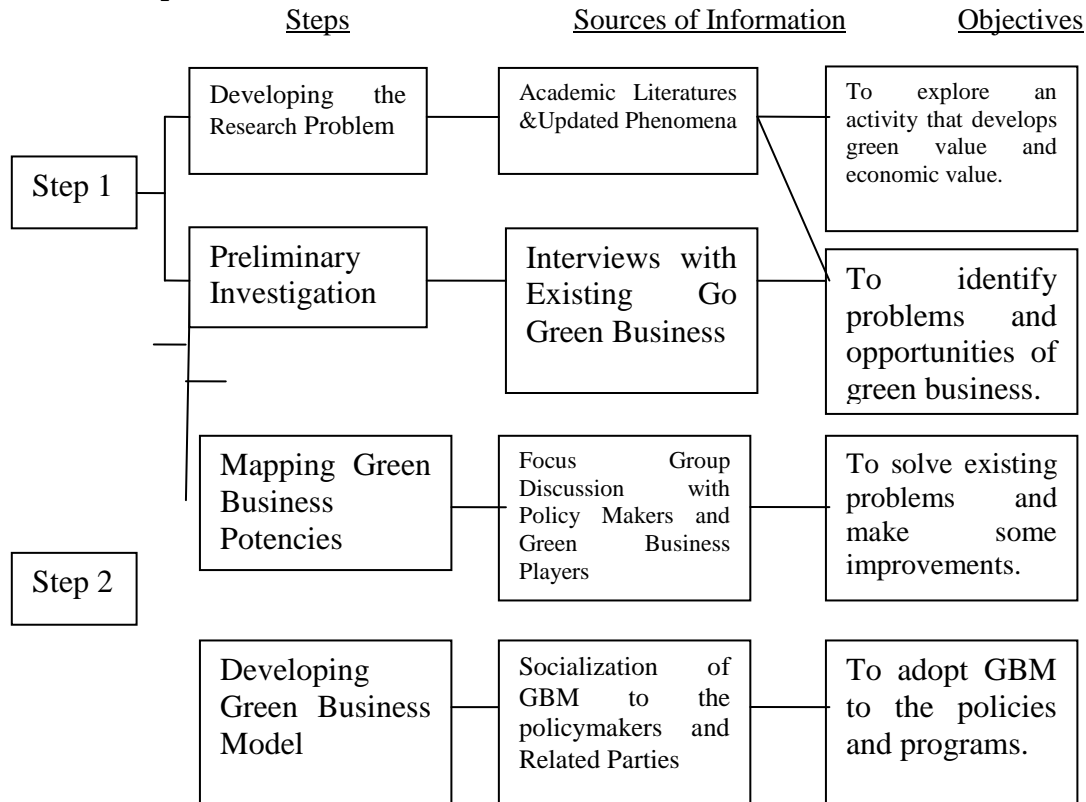 Steps
Sources of Information
Objectives
Step 1
Developing the
Research Problem
Academic Literatures
&Updated Phenomena
To explore an
activity that develops
green value and
economic value.
Preliminary
Investigation
Interviews with
Existing Go
Green Business
To identify
problems and
opportunities of
green business.
Step 2
Mapping Green
Business
Potencies
Focus Group
Discussion with
Policy Makers and
Green Business
Players
To solve existing
problems and
make some
improvements.
Developing
Green Business
Model
Socialization of
GBM to the
policymakers and
Related Parties
To adopt GBM
to the policies
and programs.